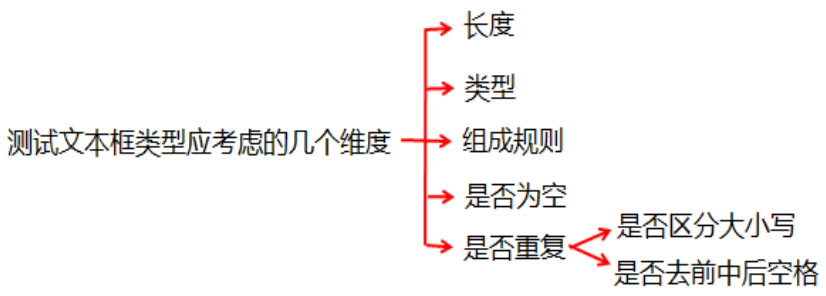 测试文本框类型应考虑的几个维度
长度
类型
组成规则
是否为空
是否重复
是否区分大小写
是否去前中后空格